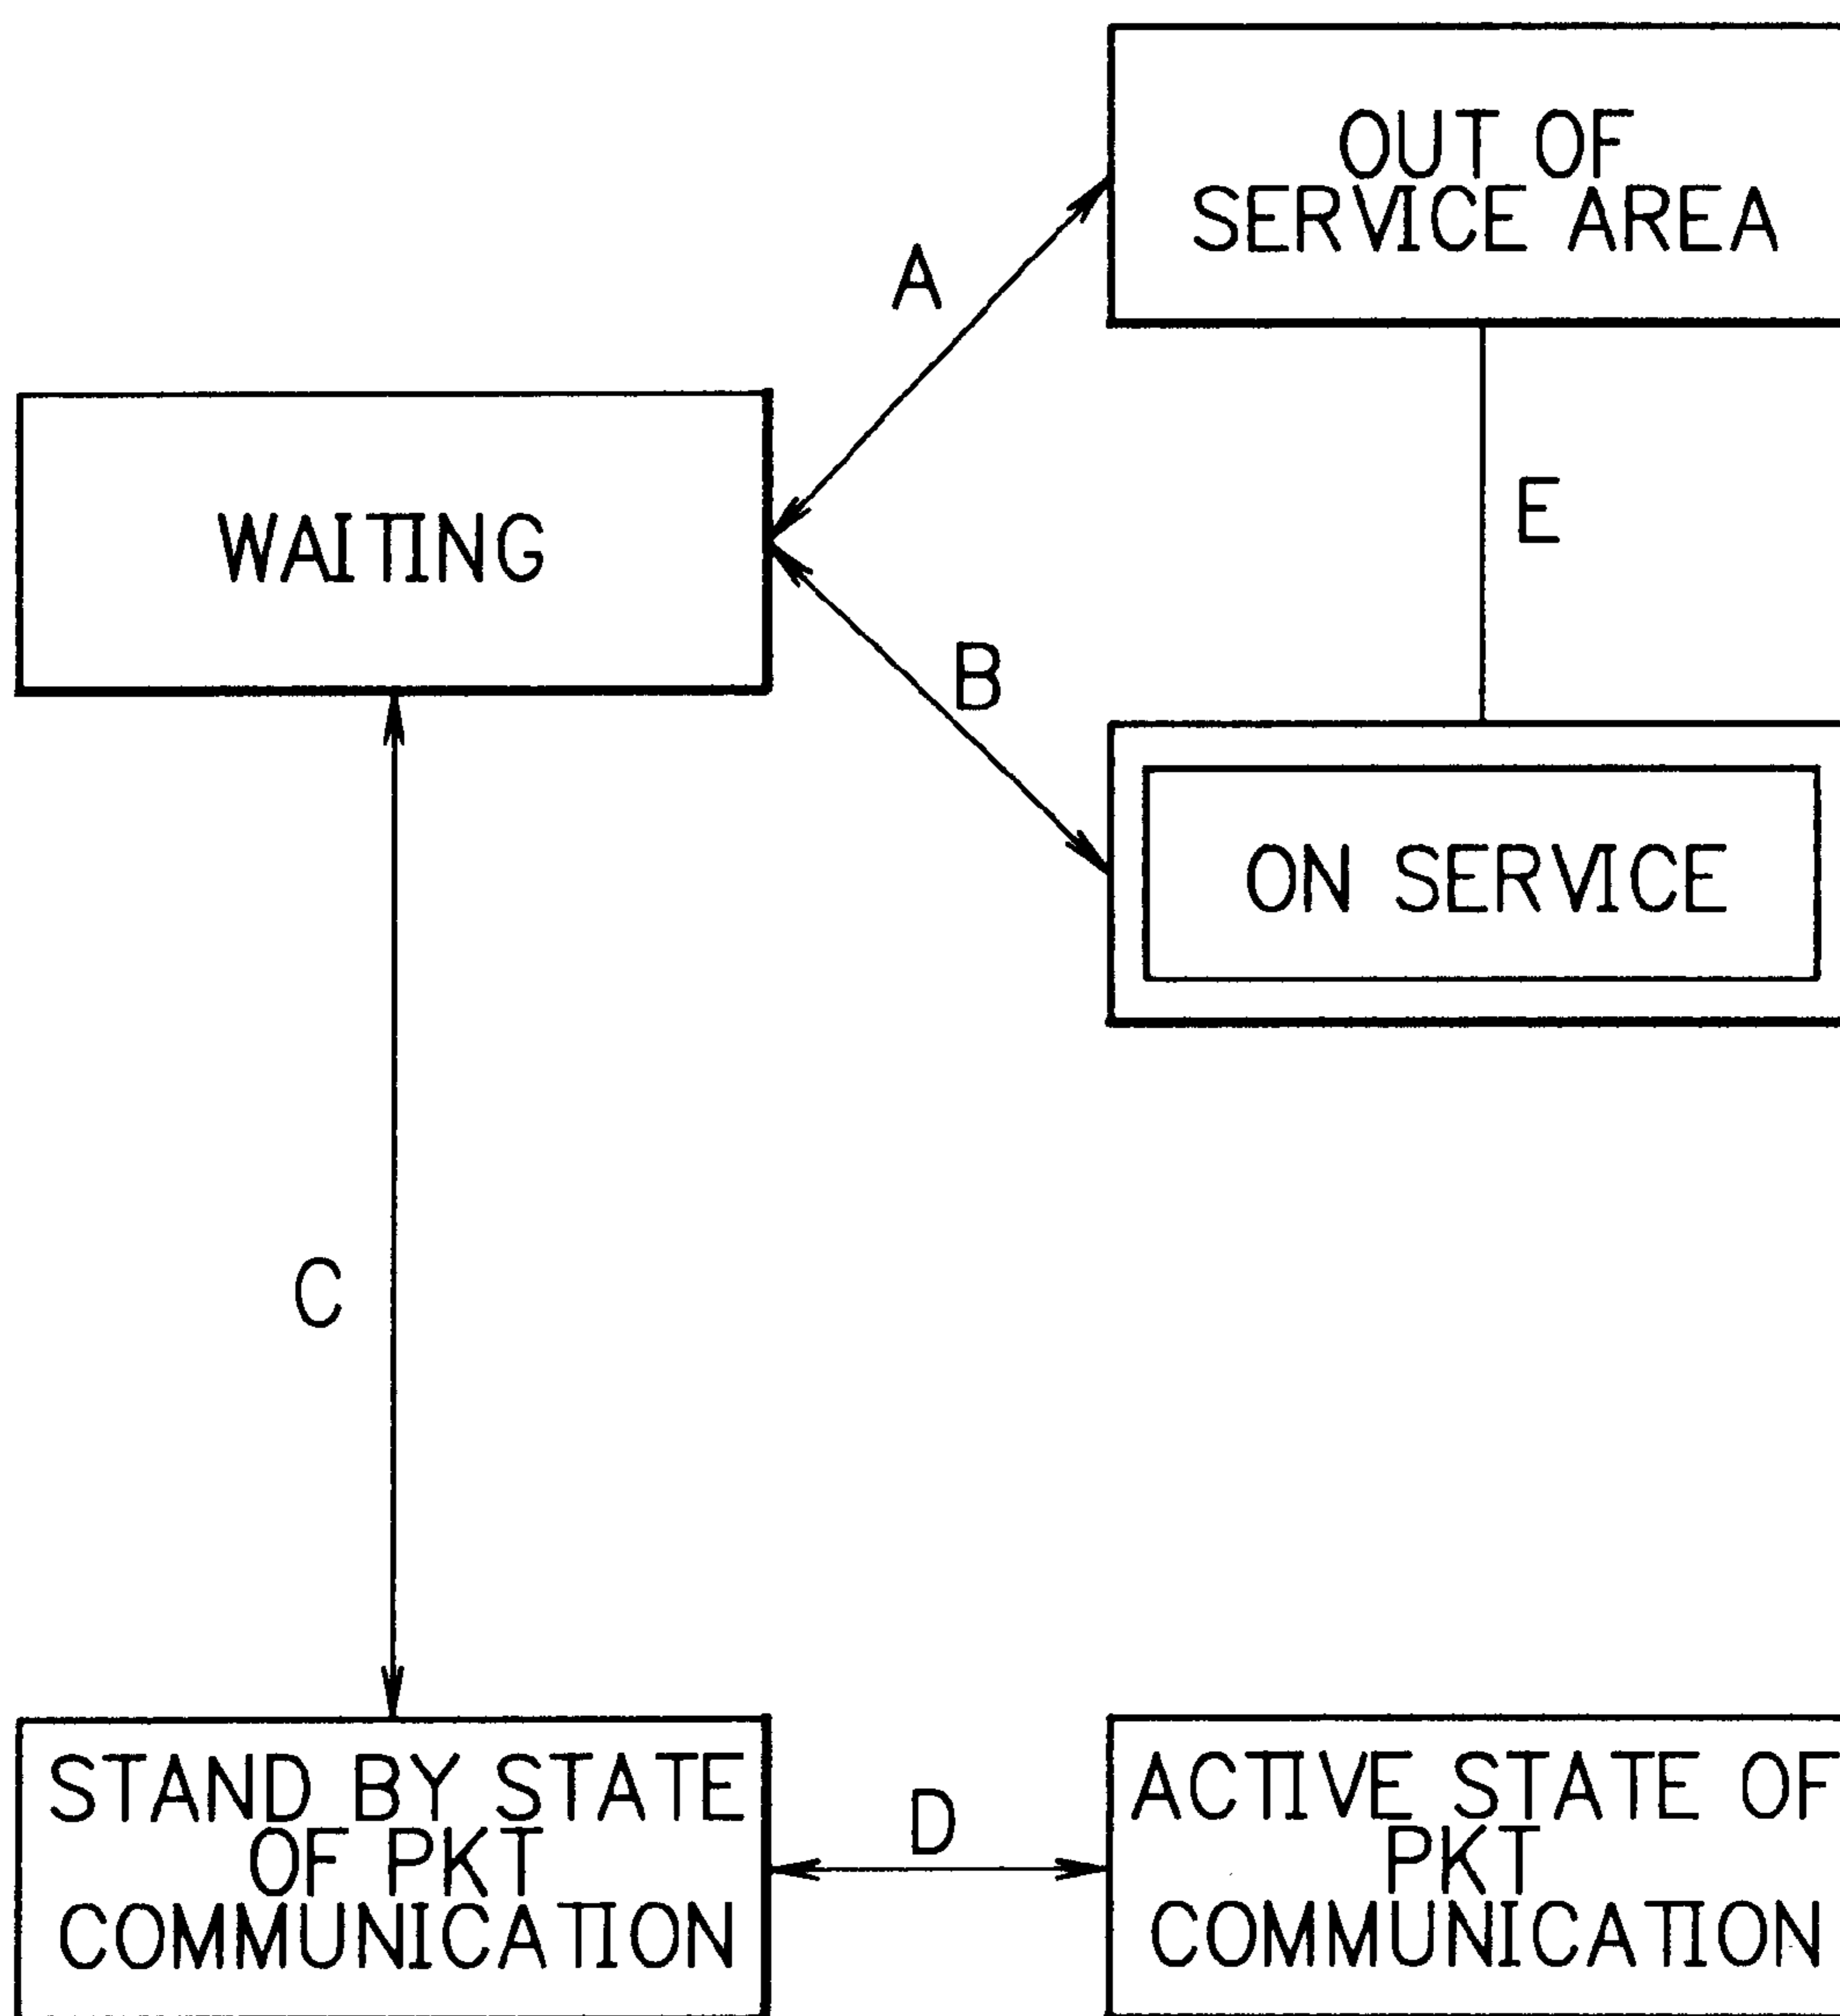 OUT OF
SERVICE AREA
A
WAITING
E
B
ON SERVICE
C
STAND BY STATE
OF PKT
COMMUNICATION
D
ACTIVE STATE OF
PKT
COMMUNICATION